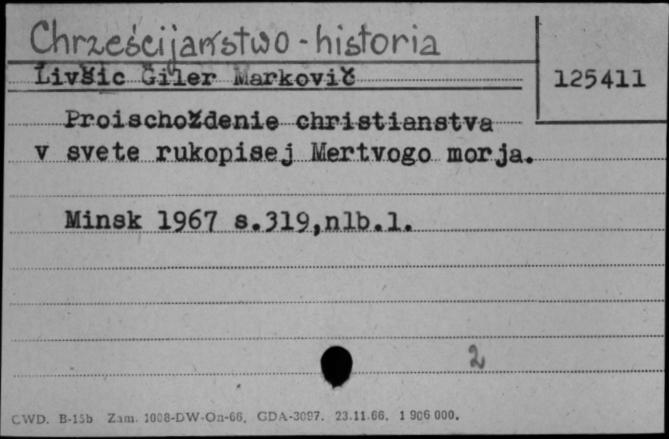 Chrześcijaństwo - historia
Livšic Giler Markovič
125411
Proischoždenie christianstva
v svete rukopisej Mertvogo morja.
Minsk 1967 s.319,nlb.1.
2
CWD. B-15b Zam. 1008-DW-On-66. GDA-3097. 23.11.66. 1 906 000.